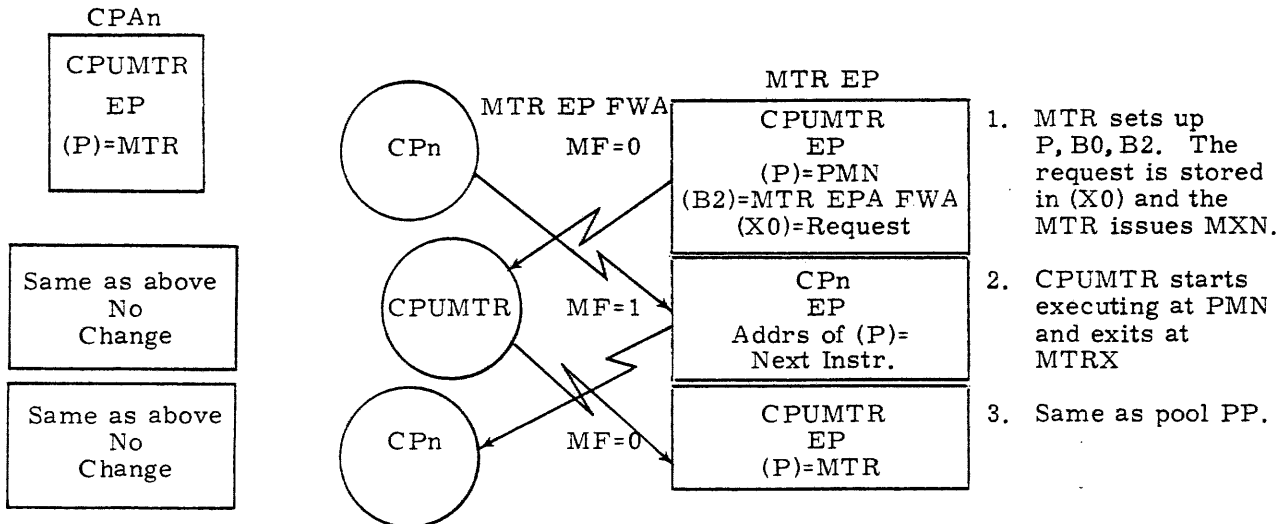 CPAn
CPUMTR
EP
(P)=MTR
MTR EP FWA
MF=0
CPn
MTR EP
CPUMTR
EP
(P)=PMN
(B2)=MTR EPA FWA
(X0)=Request
1. MTR sets up
P, B0, B2. The
request is stored
in (X0) and the
MTR issues MXN.
Same as above
No
Change
CPUMTR
MF=1
CPn
EP
Addrs of (P)=
Next Instr.
2. CPUMTR starts
executing at PMN
and exits at
MTRX
Same as above
No
Change
CPn
MF=0
CPUMTR
EP
(P)=MTR
3. Same as pool PP.